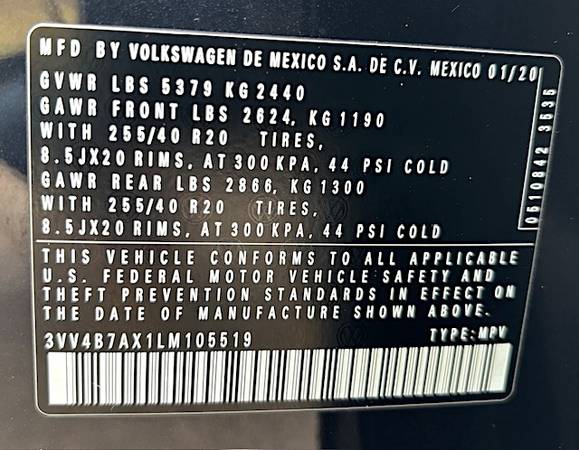 MFD BY VOLKSWAGEN DE MEXICO S.A. DE C.V. MEXICO 01/20
GVWR LBS 5379 KG 2440
GAWR FRONT LBS 2624, KG 1190
WITH 255/40 R20 TIRES,
8.5JX20 RIMS, AT 300 KPA, 44 PSI COLD
GAWR REAR LBS 2866, KG 1300
WITH 255/40 R20 TIRES,
8.5JX20 RIMS, AT 300 KPA, 44 PSI COLD
0510842 3535
THIS VEHICLE CONFORMS TO ALL APPLICABLE
U.S. FEDERAL MOTOR VEHICLE SAFETY AND
THEFT PREVENTION STANDARDS IN EFFECT ON
THE DATE OF MANUFACTURE SHOWN ABOVE.
3VV4B7AX1LM105519 TYPE:MPV